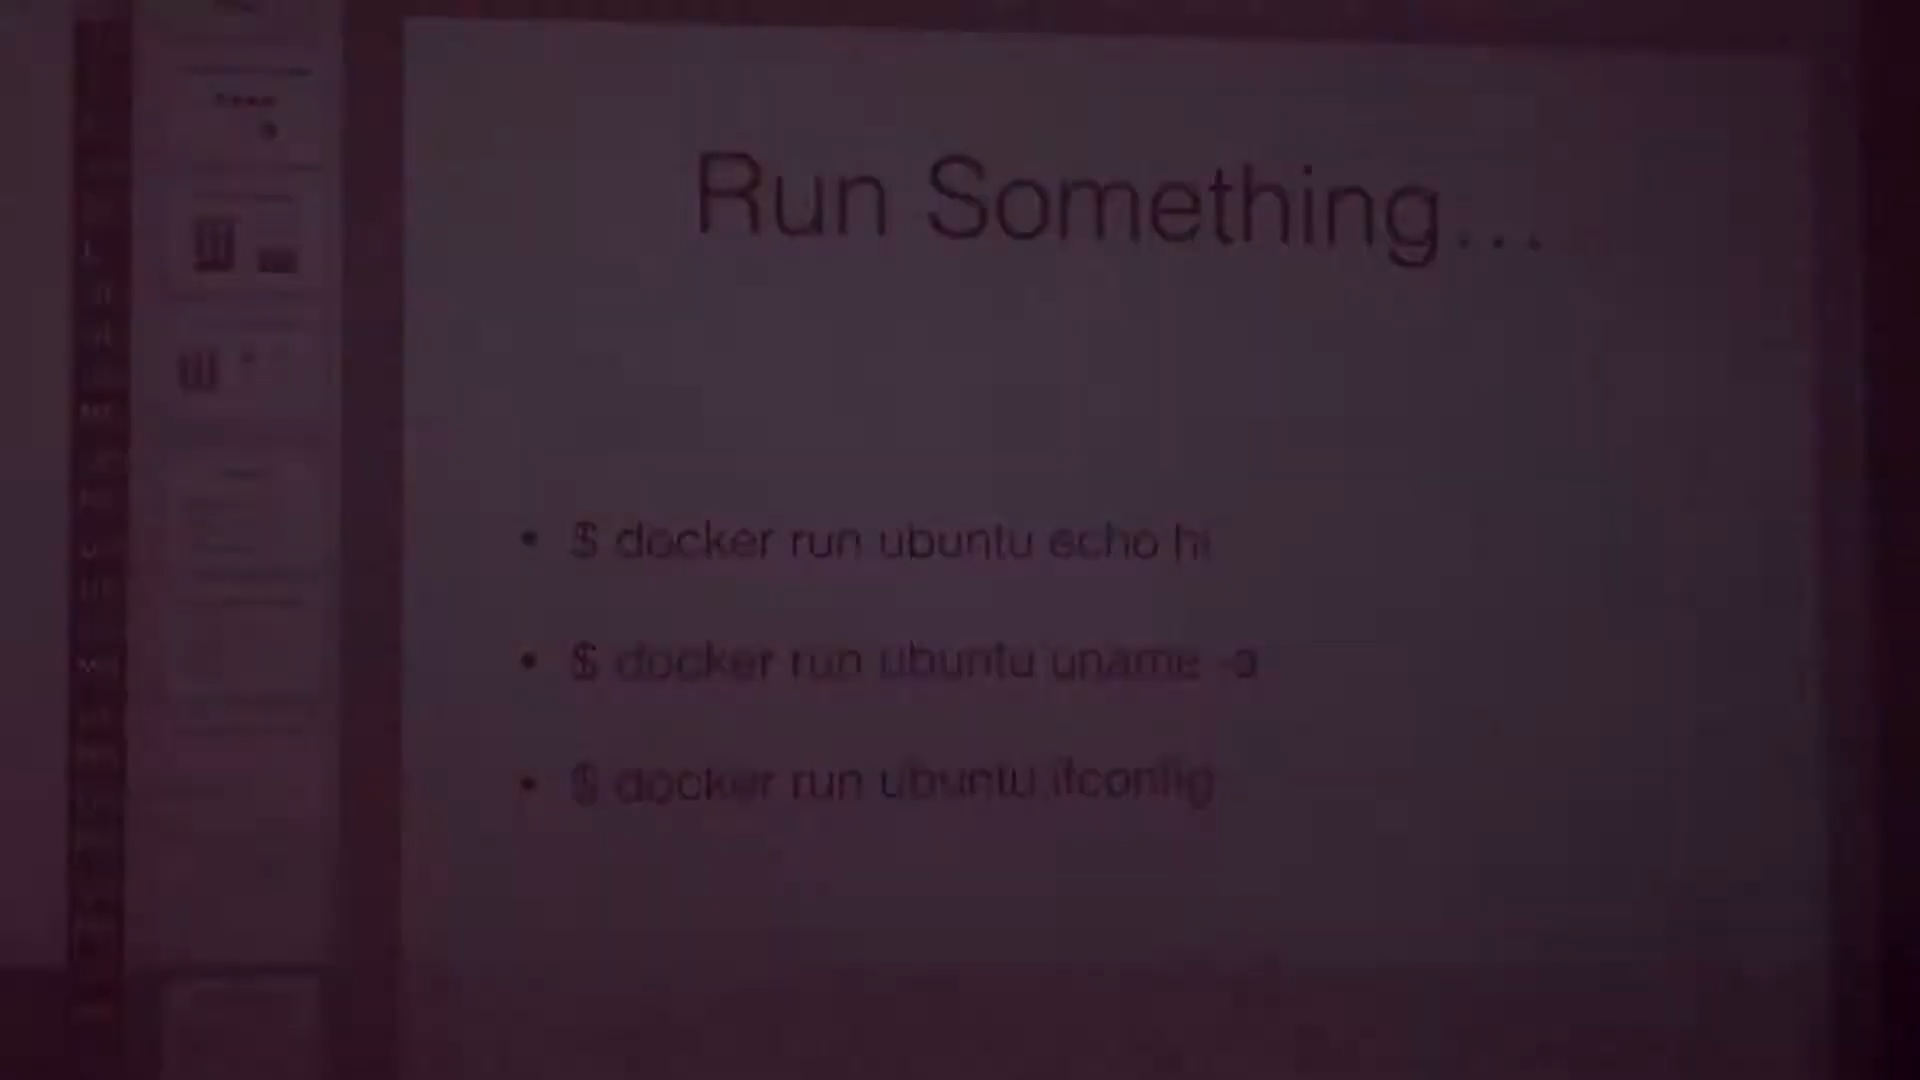 Run Something...
• $ docker run ubuntu echo hi
• $ docker run ubuntu uname -a
• $ docker run ubuntu ifconfig